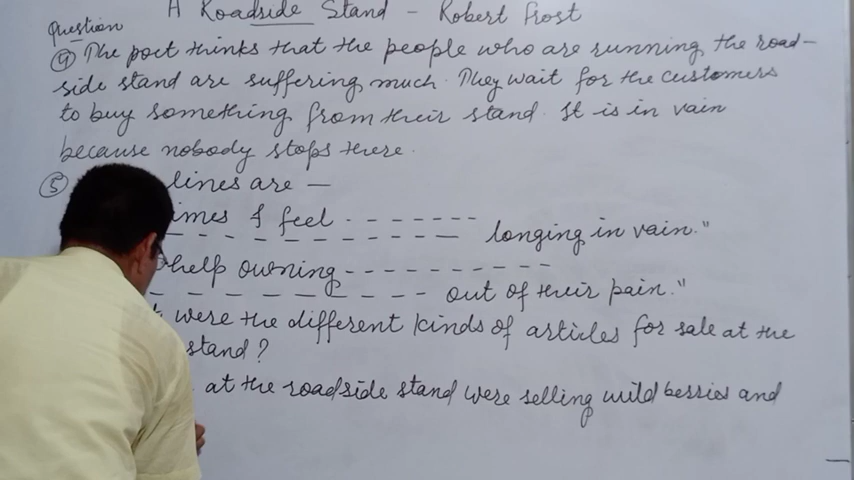 A Roadside Stand - Robert Frost
Question
④ The poet thinks that the people who are running the road-
side stand are suffering much. They wait for the customers
to buy something from their stand. It is in vain
because nobody stops there.
⑤ lines are —
I feel ------- 
--------- longing in vain."
help owning ----------
--------- out of their pain."
were the different kinds of articles for sale at the
stand?
at the roadside stand were selling wild berries and